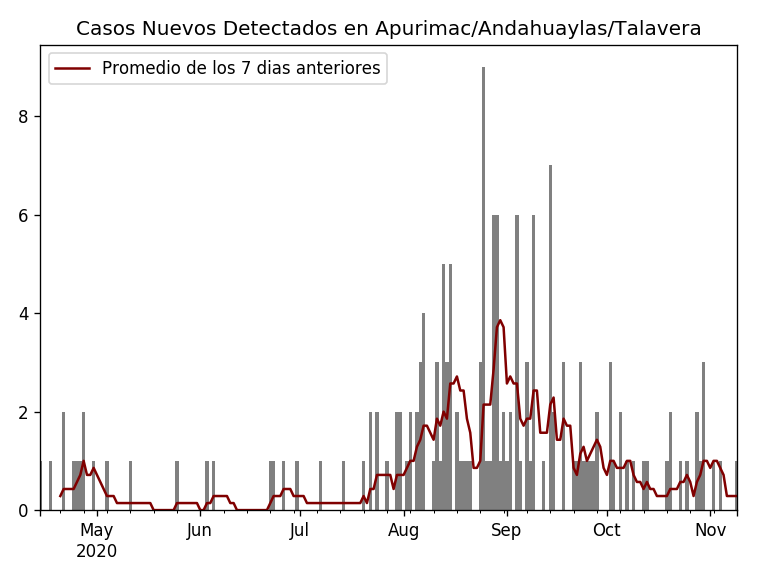 Casos Nuevos Detectados en Apurimac/Andahuaylas/Talavera
Promedio de los 7 dias anteriores
8
6
4
2
0
May Jun Jul Aug Sep Oct Nov
2020